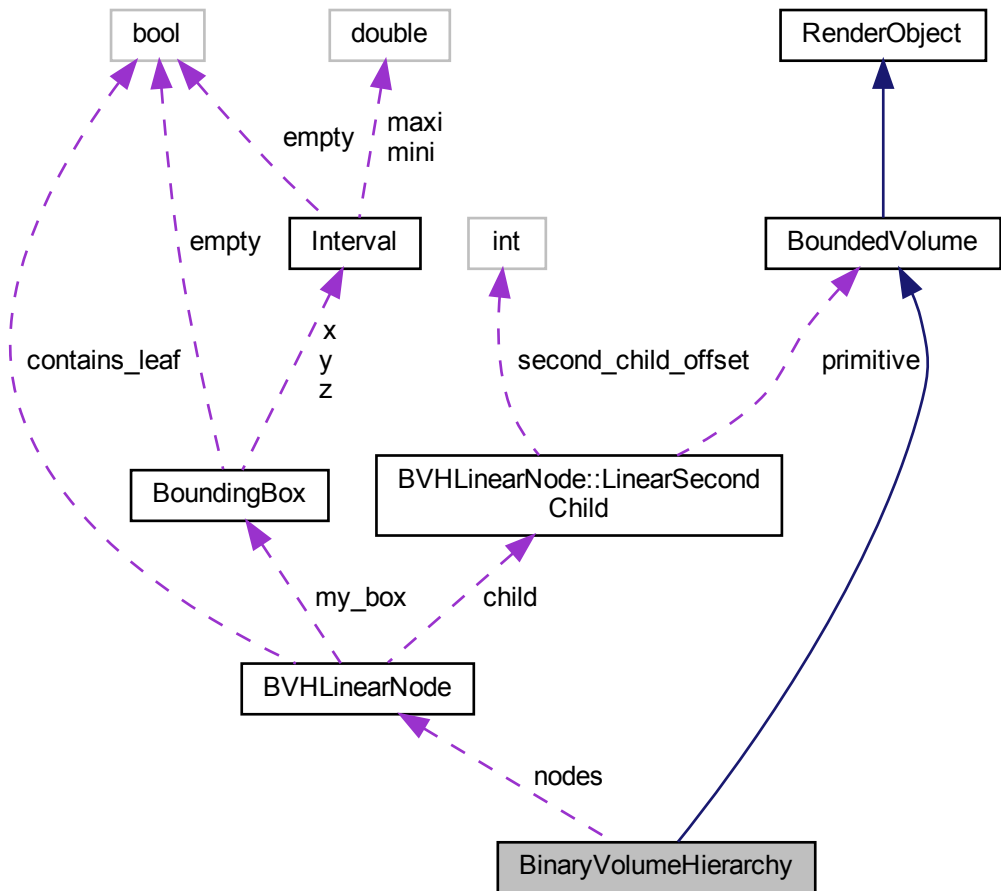 bool
double
RenderObject
empty
maxi
mini
empty
Interval
int
BoundedVolume
contains_leaf
x
y
z
second_child_offset
primitive
BoundingBox
BVHLinearNode::LinearSecond
Child
my_box
child
BVHLinearNode
nodes
BinaryVolumeHierarchy